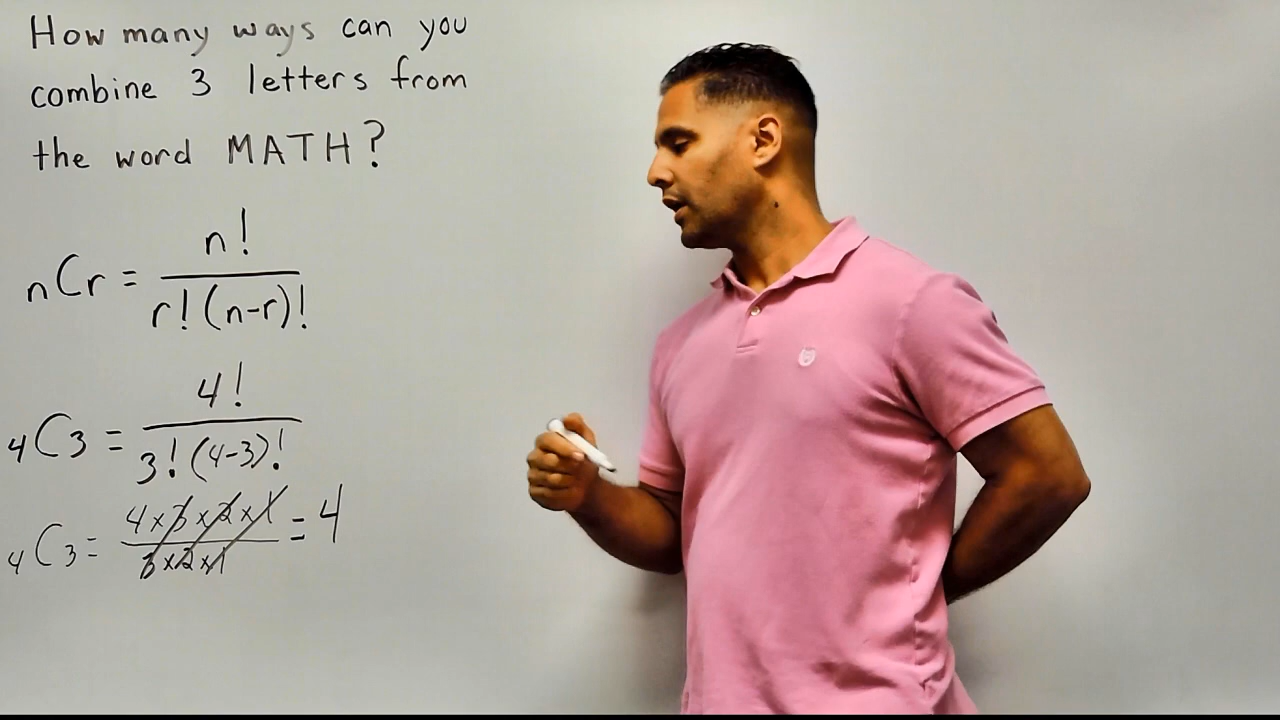 How many ways can you
combine 3 letters from
the word MATH?
nCr = n! / r!(n-r)!
4C3 = 4! / 3!(4-3)!
4C3 = 4×3×2×1 / 3×2×1 = 4